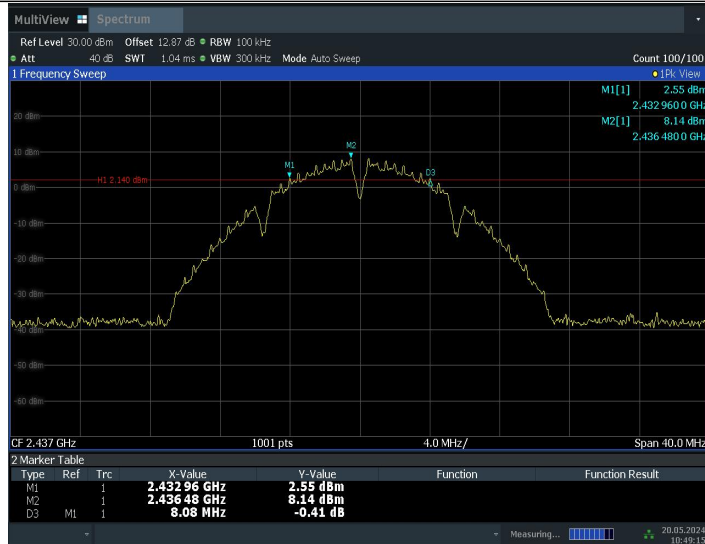 MultiView Spectrum
Ref Level 30.00 dBm Offset 12.87 dB RBW 100 kHz
Att 40 dB SWT 1.04 ms VBW 300 kHz Mode Auto Sweep Count 100/100
1 Frequency Sweep 1Pk View
M1[1] 2.55 dBm
2.432 960 0 GHz
M2[1] 8.14 dBm
2.436 480 0 GHz
20 dBm
M2
10 dBm
M1
D3
H1 2.140 dBm
0 dBm
-10 dBm
-20 dBm
-30 dBm
-40 dBm
-50 dBm
-60 dBm
CF 2.437 GHz 1001 pts 4.0 MHz/ Span 40.0 MHz
2 Marker Table
Type Ref Trc X-Value Y-Value Function Function Result
M1 1 2.432 96 GHz 2.55 dBm
M2 1 2.436 48 GHz 8.14 dBm
D3 M1 1 8.08 MHz -0.41 dB
Measuring... 20.05.2024
10:49:15